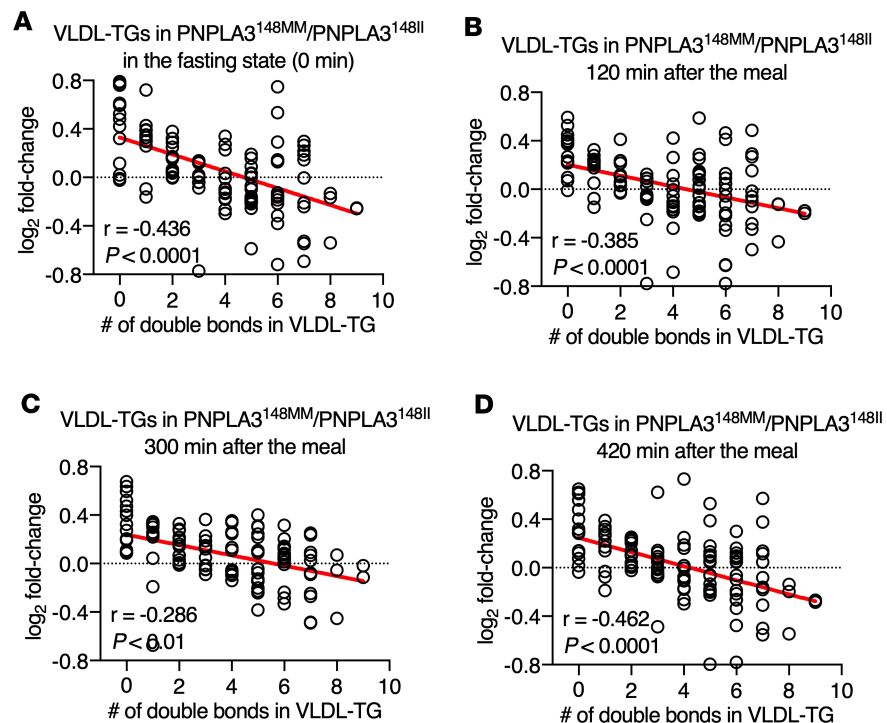 A
VLDL-TGs in PNPLA3148MM/PNPLA3148II
in the fasting state (0 min)
0.8
0.4
0.0
-0.4
-0.8
log2 fold-change
r = -0.436
P < 0.0001
0 2 4 6 8 10
# of double bonds in VLDL-TG
B
VLDL-TGs in PNPLA3148MM/PNPLA3148II
120 min after the meal
0.8
0.4
0.0
-0.4
-0.8
log2 fold-change
r = -0.385
P < 0.0001
0 2 4 6 8 10
# of double bonds in VLDL-TG
C
VLDL-TGs in PNPLA3148MM/PNPLA3148II
300 min after the meal
0.8
0.4
0.0
-0.4
-0.8
log2 fold-change
r = -0.286
P < 0.01
0 2 4 6 8 10
# of double bonds in VLDL-TG
D
VLDL-TGs in PNPLA3148MM/PNPLA3148II
420 min after the meal
0.8
0.4
0.0
-0.4
-0.8
log2 fold-change
r = -0.462
P < 0.0001
0 2 4 6 8 10
# of double bonds in VLDL-TG